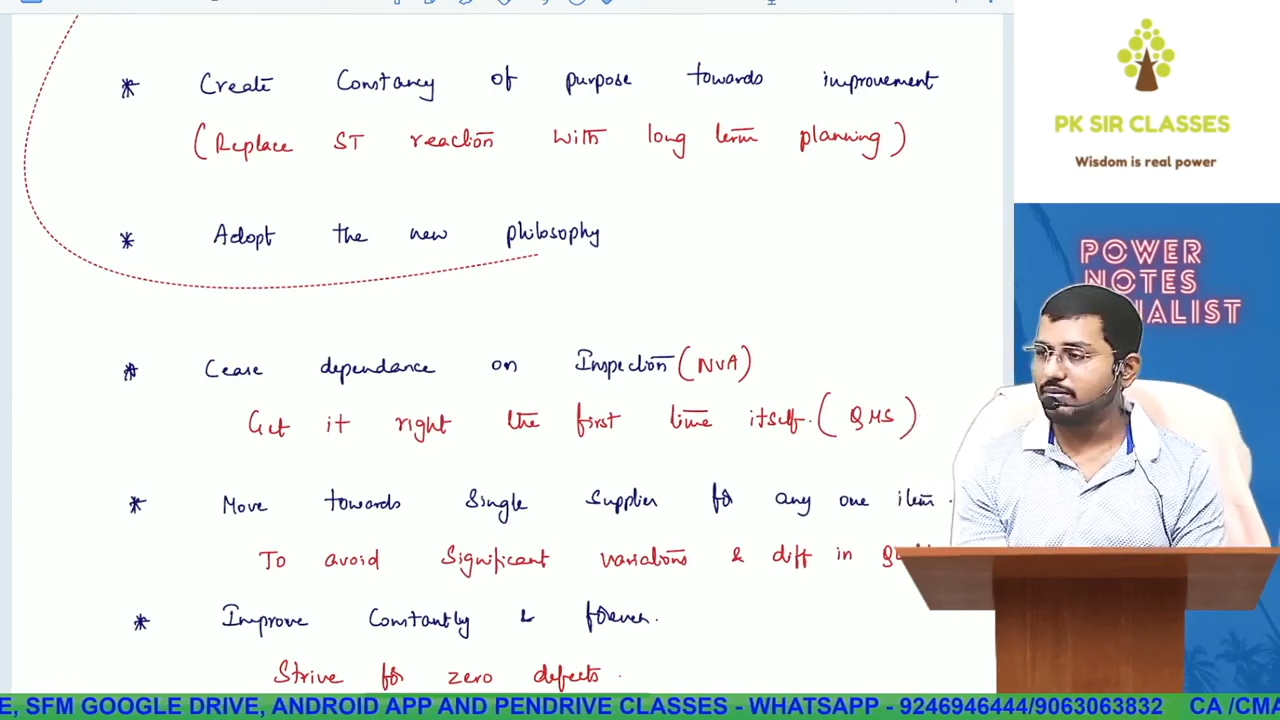 * Create Constancy of purpose towards improvement
(Replace ST reaction with long term planning)
* Adopt the new philosophy
* Cease dependance on Inspection (NVA)
Get it right the first time itself. (QMS)
* Move towards Single Supplier for any one item.
To avoid Significant variations & diff in
* Improve Constantly & forever.
Strive for zero defects.
PK SIR CLASSES
Wisdom is real power
POWER
NOTES
IALIST
E, SFM GOOGLE DRIVE, ANDROID APP AND PENDRIVE CLASSES - WHATSAPP - 9246946444/9063063832 CA /CMA